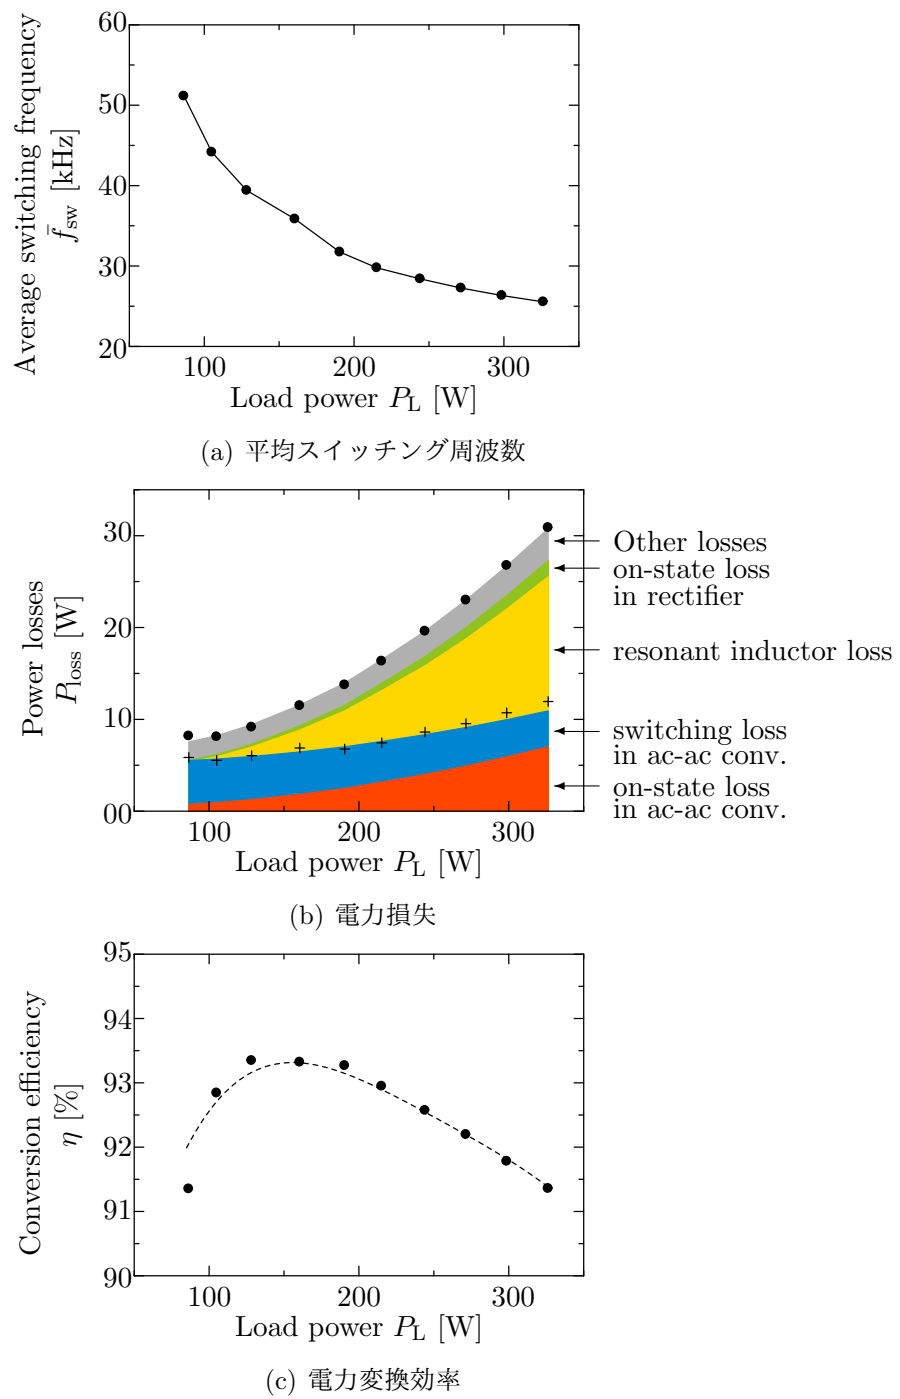 60
50
40
30
20
100
200
300
Average switching frequency
f̄sw [kHz]
Load power PL [W]
(a) 平均スイッチング周波数
30
20
10
00
100
200
300
Power losses
Ploss [W]
Load power PL [W]
Other losses
on-state loss
in rectifier
resonant inductor loss
switching loss
in ac-ac conv.
on-state loss
in ac-ac conv.
(b) 電力損失
95
94
93
92
91
90
100
200
300
Conversion efficiency
η [%]
Load power PL [W]
(c) 電力変換効率